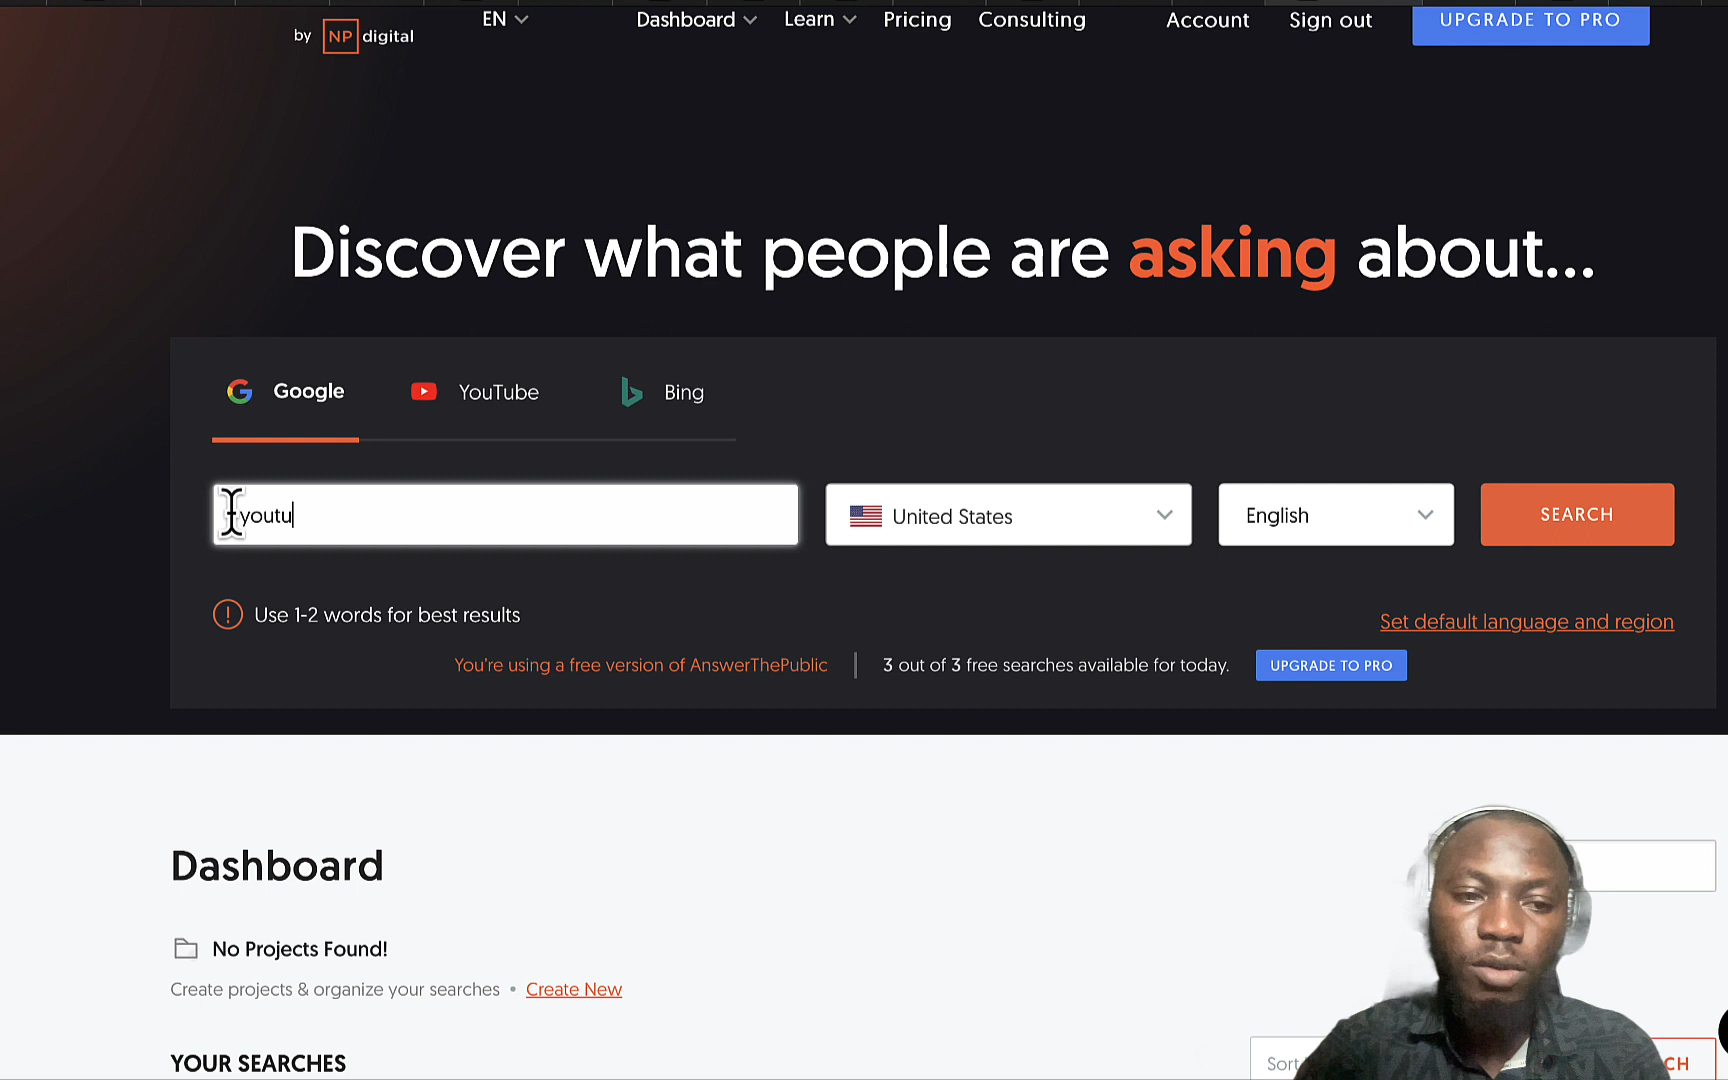 by NP digital
EN
Dashboard
Learn
Pricing
Consulting
Account
Sign out
UPGRADE TO PRO
Discover what people are asking about...
Google
YouTube
Bing
youtu
United States
English
SEARCH
Use 1-2 words for best results
Set default language and region
You're using a free version of AnswerThePublic
3 out of 3 free searches available for today.
UPGRADE TO PRO
Dashboard
No Projects Found!
Create projects & organize your searches • Create New
YOUR SEARCHES
Sort
CH